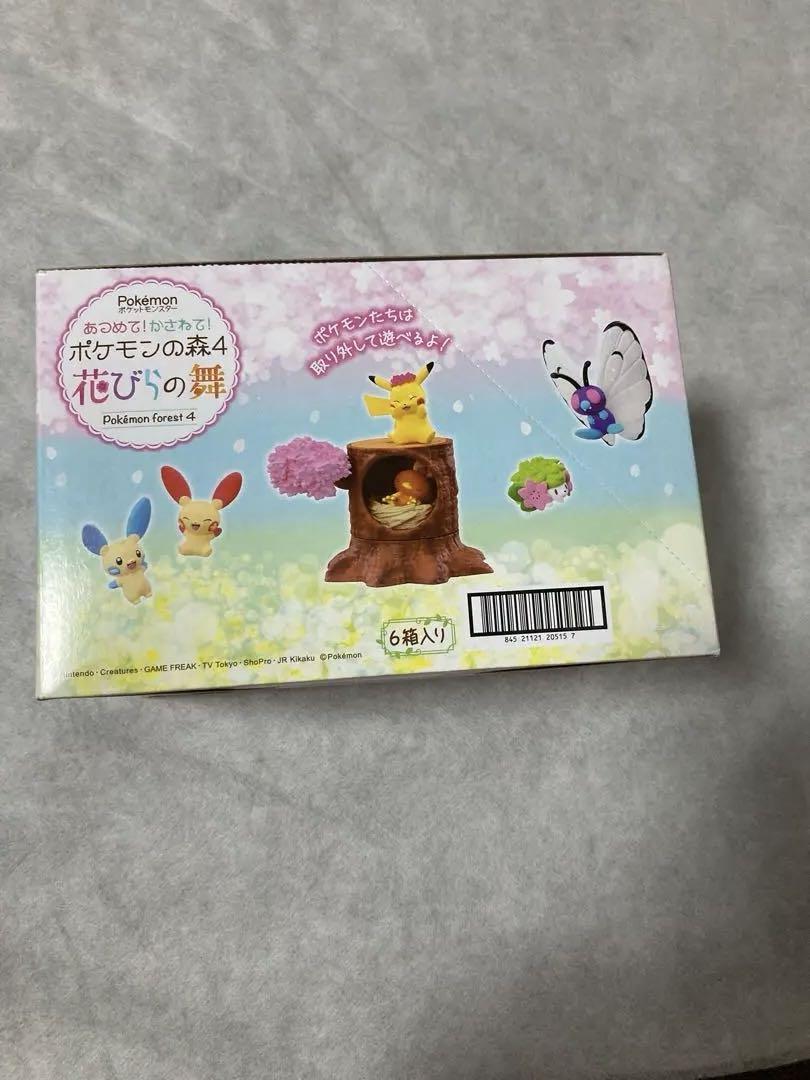 Pokémon
ポケットモンスター
あつめて!かさねて!
ポケモンの森4
花びらの舞
Pokémon forest 4
ポケモンたちは
取り外して遊べるよ!
6箱入り
845 21121 20515 7
Creatures・GAME FREAK・TV Tokyo・ShoPro・JR Kikaku ©Pokémon